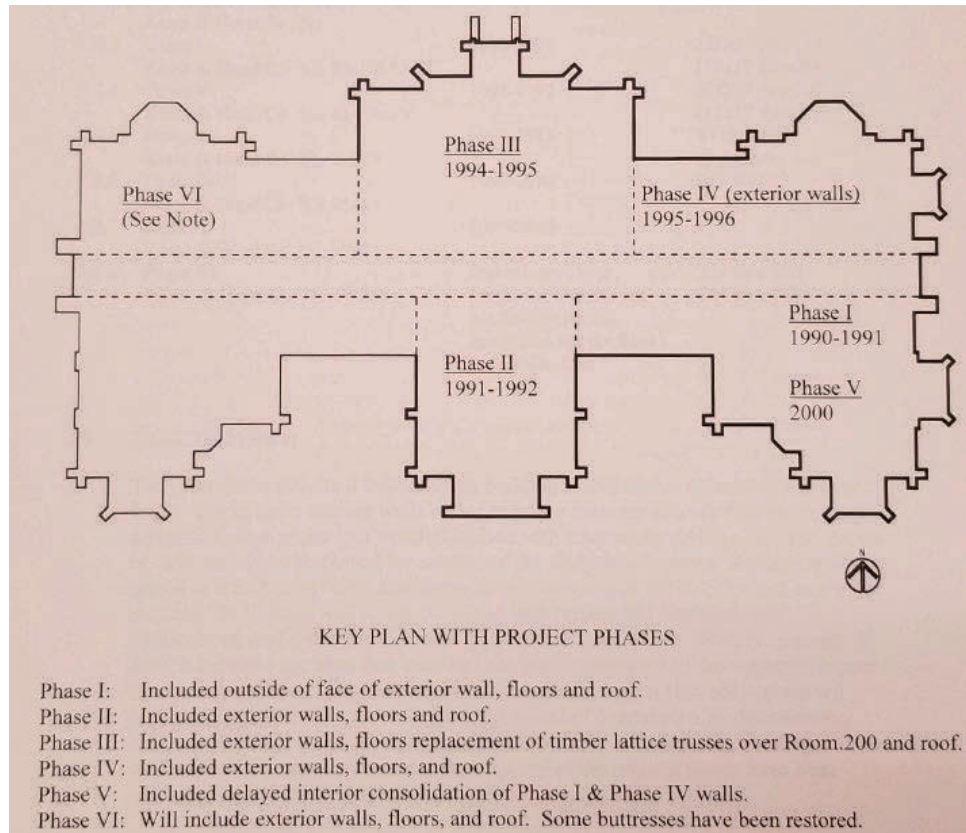 Phase III
1994-1995
Phase VI
(See Note)
Phase IV (exterior walls)
1995-1996
Phase I
1990-1991
Phase II
1991-1992
Phase V
2000
N
KEY PLAN WITH PROJECT PHASES
Phase I: Included outside of face of exterior wall, floors and roof.
Phase II: Included exterior walls, floors and roof.
Phase III: Included exterior walls, floors replacement of timber lattice trusses over Room.200 and roof.
Phase IV: Included exterior walls, floors, and roof.
Phase V: Included delayed interior consolidation of Phase I & Phase IV walls.
Phase VI: Will include exterior walls, floors, and roof. Some buttresses have been restored.